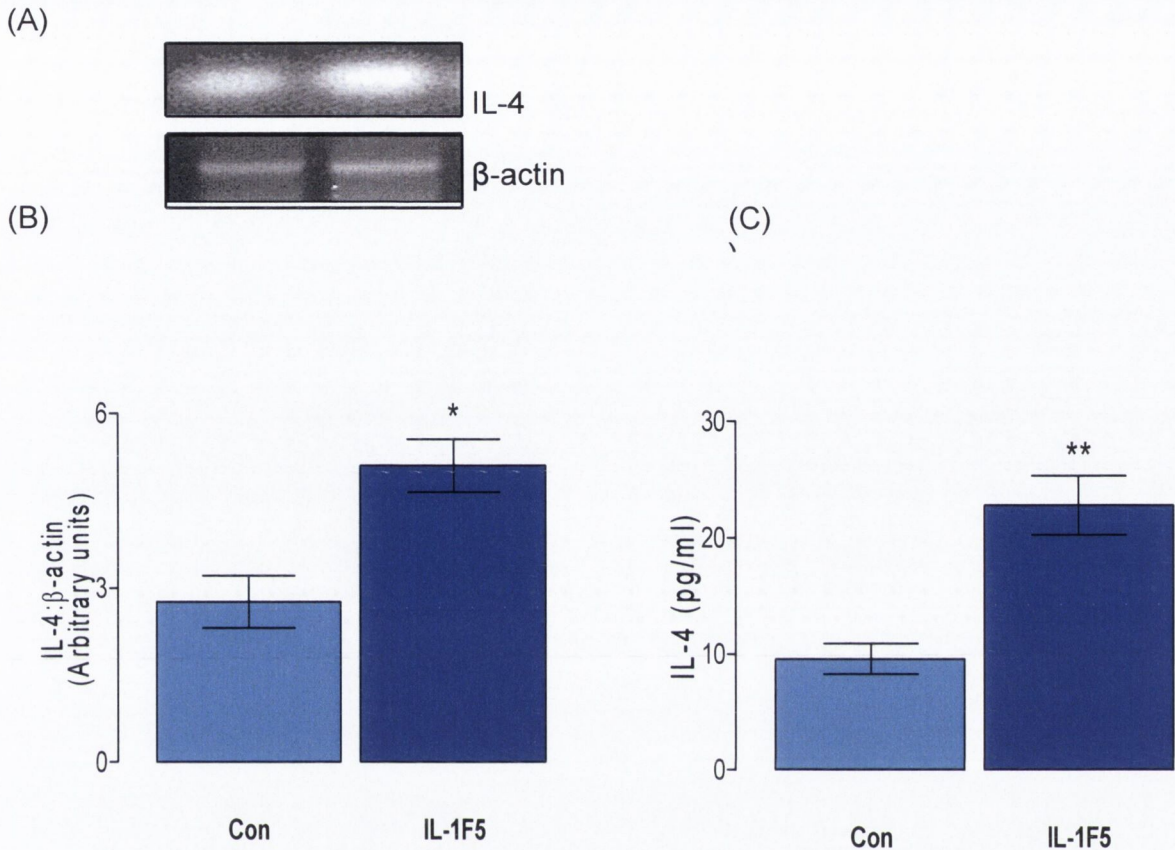 (A)
IL-4
β-actin
(B)
(C)
6
3
0
IL-4:β-actin
(Arbitrary units)
*
Con
IL-1F5
30
20
10
0
IL-4 (pg/ml)
**
Con
IL-1F5